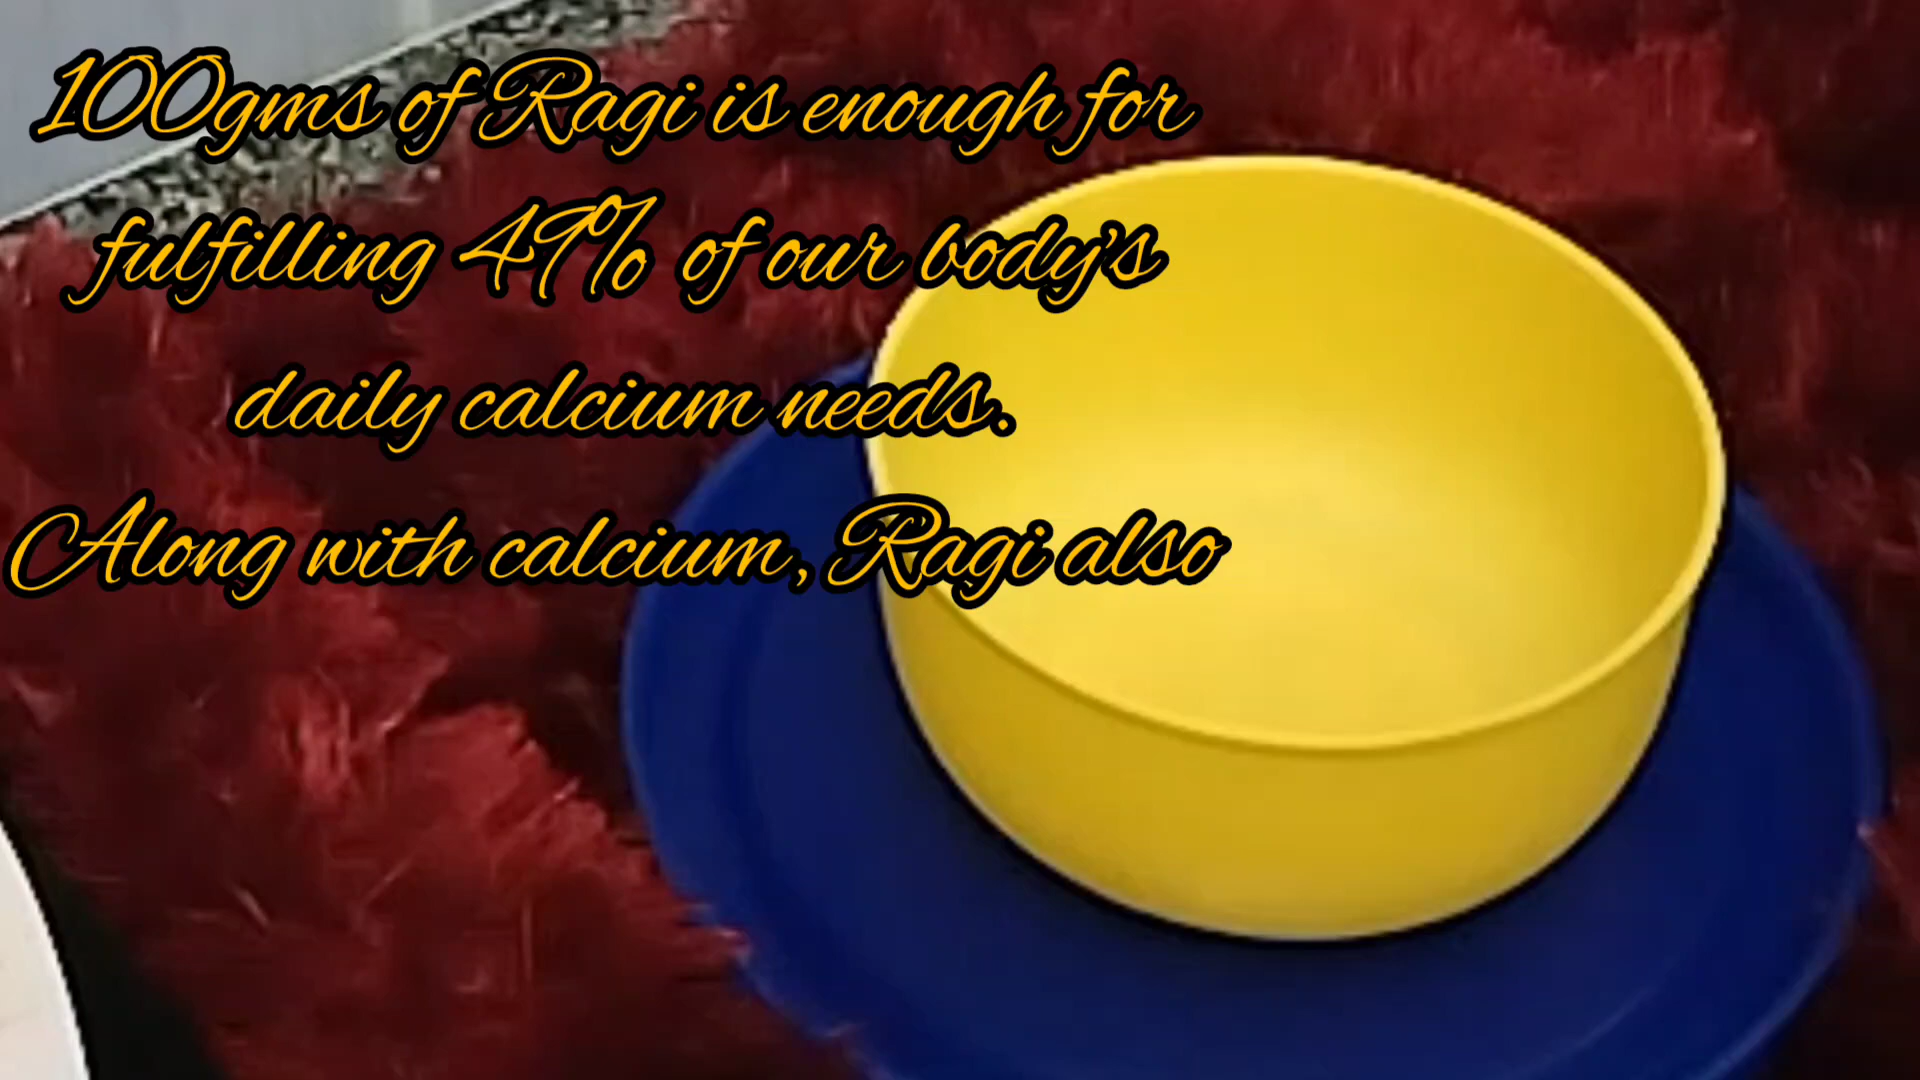 100gms of Ragi is enough for
fulfilling 49% of our body's
daily calcium needs.
Along with calcium, Ragi also